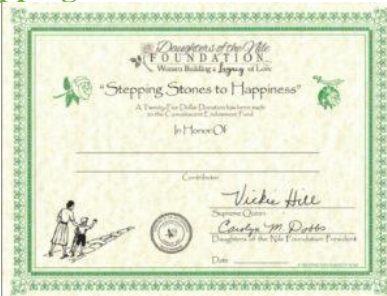 Daughters of the Nile
FOUNDATION
Women Building a Legacy of Love
"Stepping Stones to Happiness"
A Twenty-Five Dollar Donation has been made
to the Convalescent Endowment Fund
In Honor Of
Contributor
Vickie Hill
Supreme Queen
Carolyn M. Dobbs
Daughters of the Nile Foundation President
Date